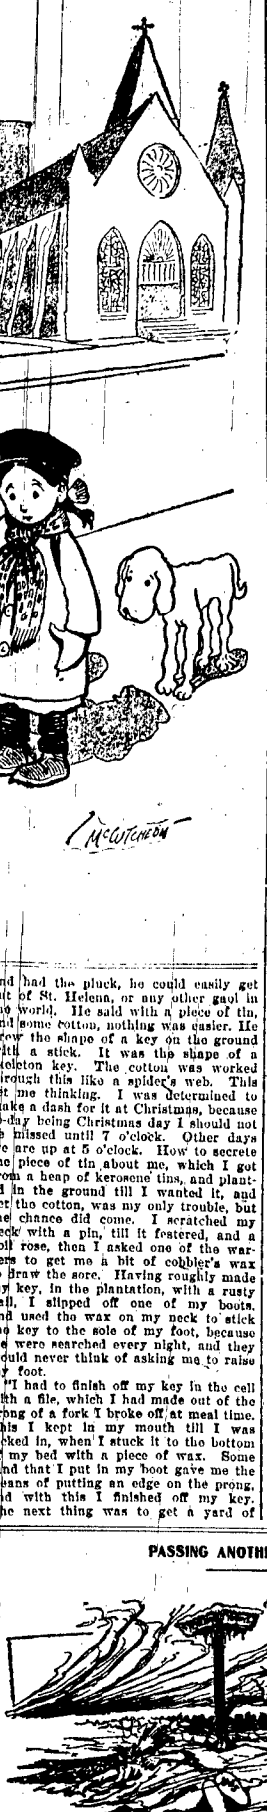 McCUTCHEON
nd had the pluck, he could easily get
t of St. Helena, or any other gaol in
world. He said with a piece of tin,
nd some cotton, nothing was easier. He
rew the shape of a key on the ground
ith a stick. It was the shape of a
keleton key. The cotton was worked
rough this like a spider's web. This
t me thinking. I was determined to
ake a dash for it at Christmas, because
-day being Christmas day I should not
missed until 7 o'clock. Other days
e are up at 5 o'clock. How to secrete
e piece of tin about me, which I got
rom a heap of kerosene tins, and plant-
d in the ground till I wanted it, and
et the cotton, was my only trouble, but
e chance did come. I scratched my
eck with a pin, till it festered, and a
oil rose, then I asked one of the war-
ers to get me a bit of cobbler's wax
draw the sore. Having roughly made
y key, in the plantation, with a rusty
ail, I slipped off one of my boots,
nd used the wax on my neck to stick
e key to the sole of my foot, because
e were searched every night, and they
ould never think of asking me to raise
y foot.
"I had to finish off my key in the cell
ith a file, which I had made out of the
rong of a fork I broke off at meal time.
his I kept in my mouth till I was
cked in, when I stuck it to the bottom
my bed with a piece of wax. Some
nd that I put in my boot gave me the
eans of putting an edge on the prong,
nd with this I finished off my key.
he next thing was to get a yard of
PASSING ANOTH